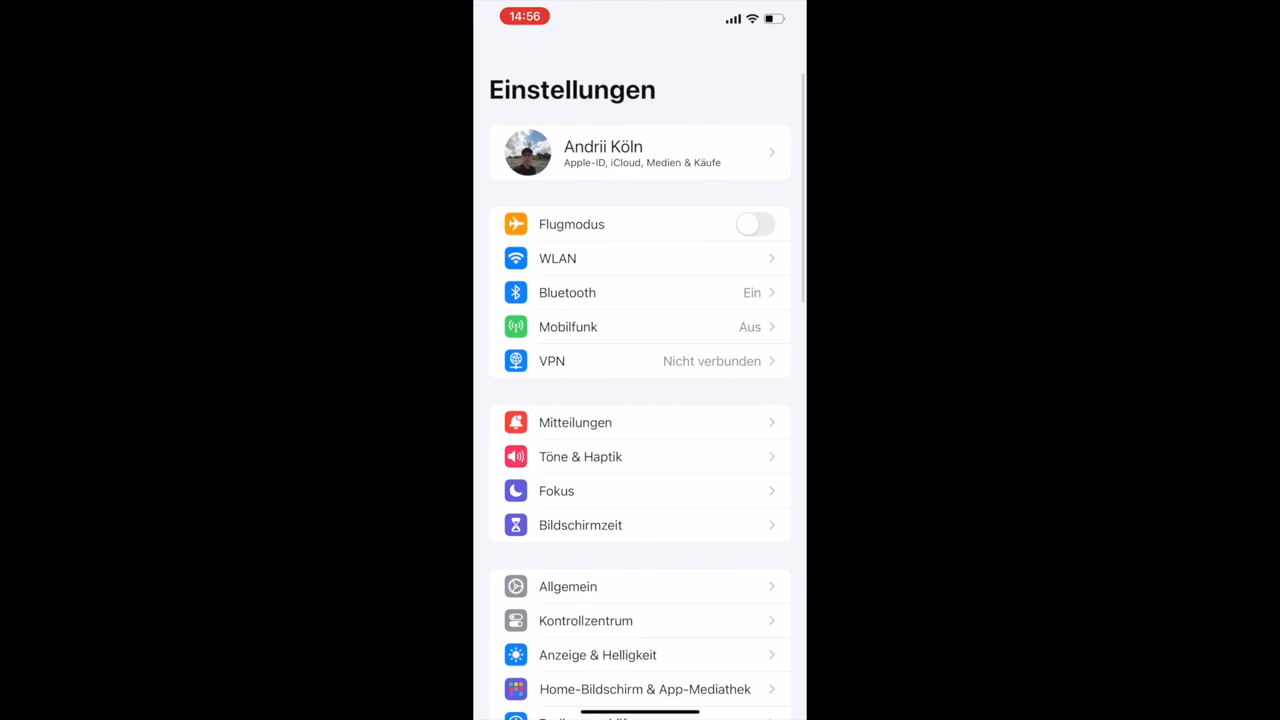 14:56
Einstellungen
Andrii Köln
Apple-ID, iCloud, Medien & Käufe
Flugmodus
WLAN
Bluetooth Ein
Mobilfunk Aus
VPN Nicht verbunden
Mitteilungen
Töne & Haptik
Fokus
Bildschirmzeit
Allgemein
Kontrollzentrum
Anzeige & Helligkeit
Home-Bildschirm & App-Mediathek